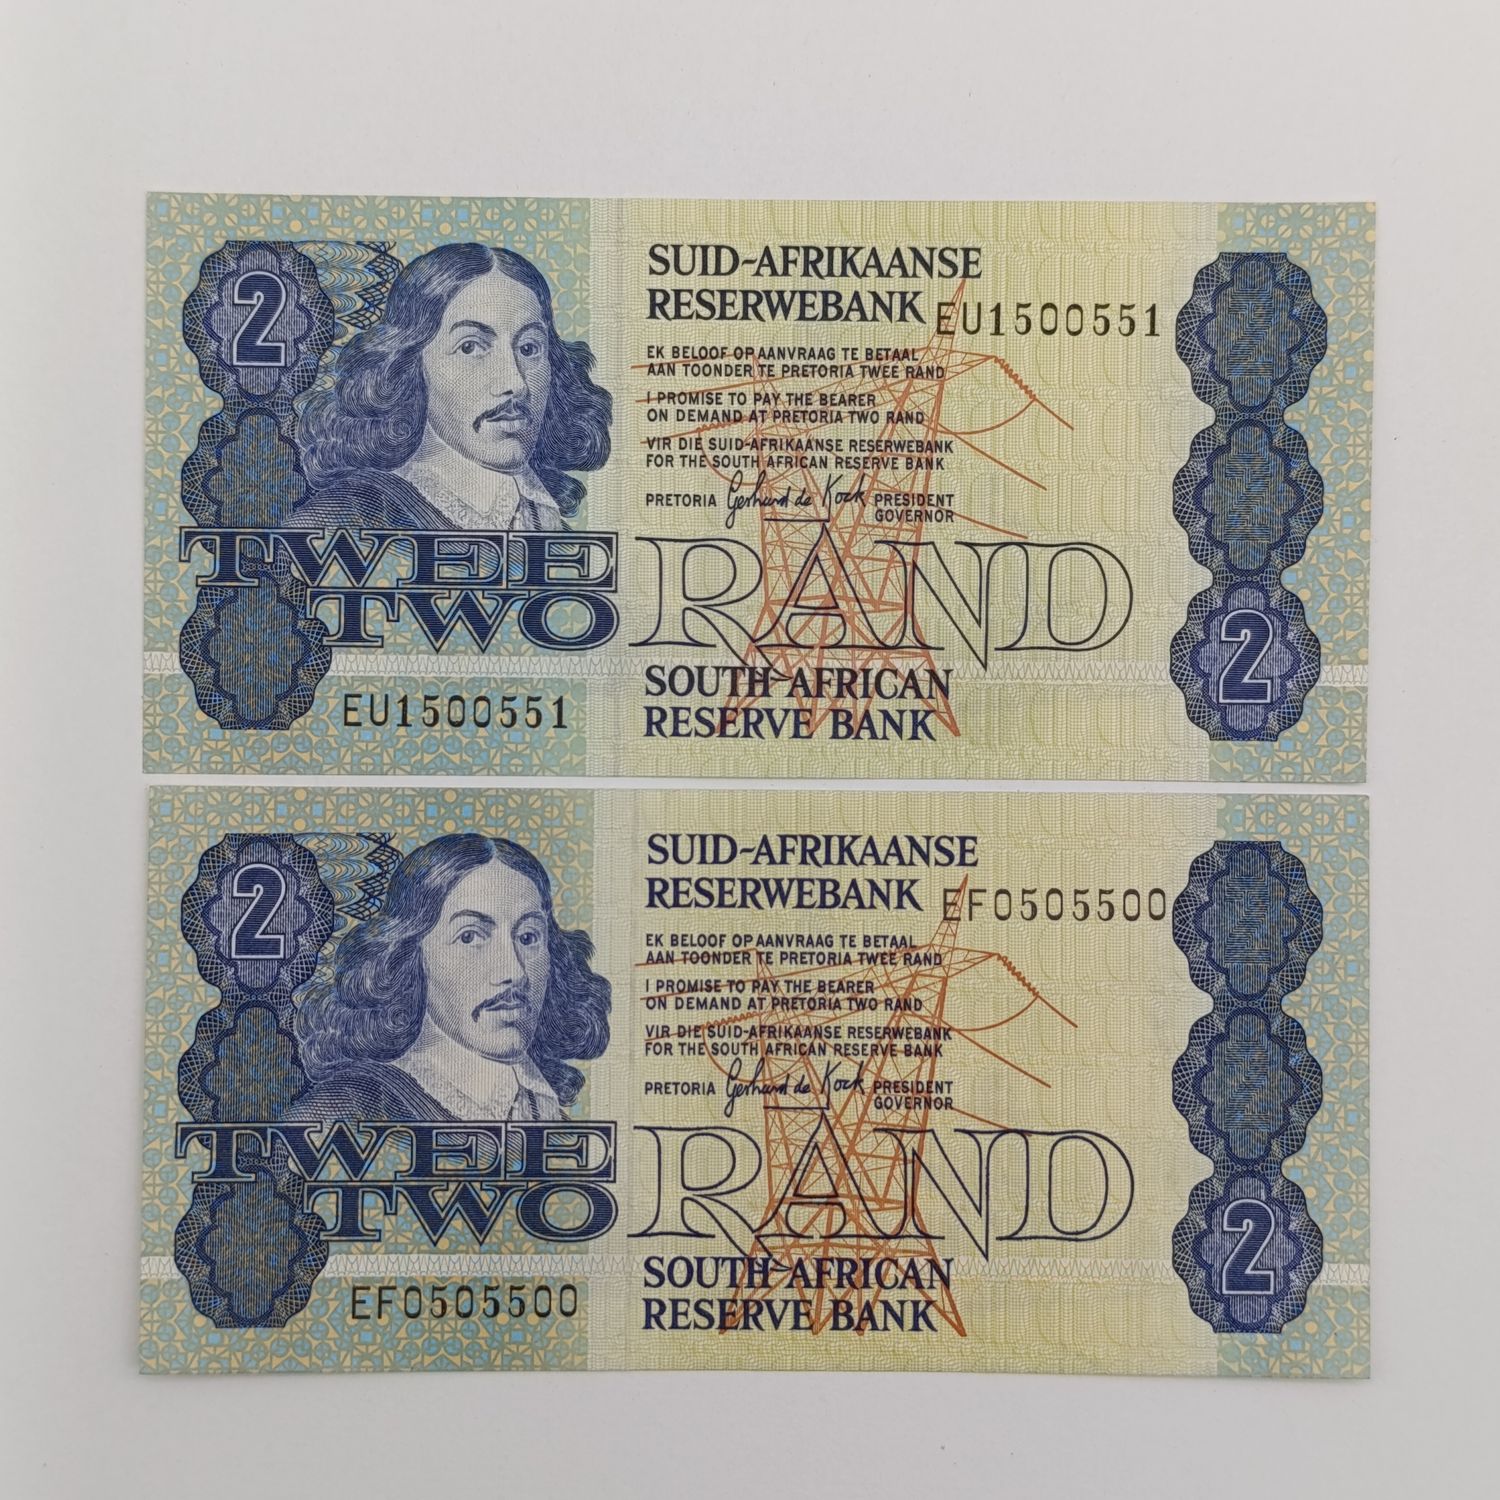 2
SUID-AFRIKAANSE
RESERWEBANK
EU1500551
EK BELOOF OP AANVRAAG TE BETAAL
AAN TOONDER TE PRETORIA TWEE RAND
I PROMISE TO PAY THE BEARER
ON DEMAND AT PRETORIA TWO RAND
VIR DIE SUID-AFRIKAANSE RESERWEBANK
FOR THE SOUTH AFRICAN RESERVE BANK
PRETORIA Gerhard de Kock PRESIDENT
GOVERNOR
TWEE
TWO
RAND
2
SOUTH AFRICAN
RESERVE BANK
EU1500551
2
SUID-AFRIKAANSE
RESERWEBANK
EF0505500
EK BELOOF OP AANVRAAG TE BETAAL
AAN TOONDER TE PRETORIA TWEE RAND
I PROMISE TO PAY THE BEARER
ON DEMAND AT PRETORIA TWO RAND
VIR DIE SUID-AFRIKAANSE RESERWEBANK
FOR THE SOUTH AFRICAN RESERVE BANK
PRETORIA Gerhard de Kock PRESIDENT
GOVERNOR
TWEE
TWO
RAND
2
SOUTH AFRICAN
RESERVE BANK
EF0505500